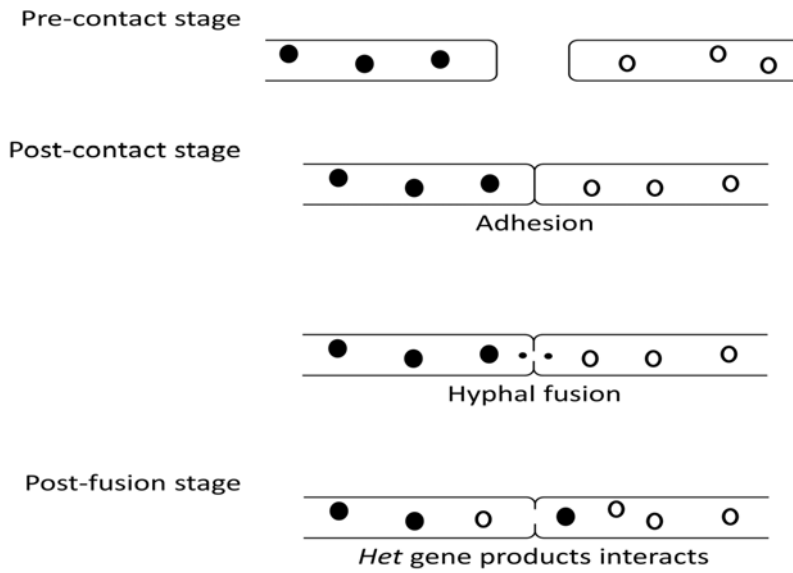 Pre-contact stage
Post-contact stage
Adhesion
Hyphal fusion
Post-fusion stage
Het gene products interacts